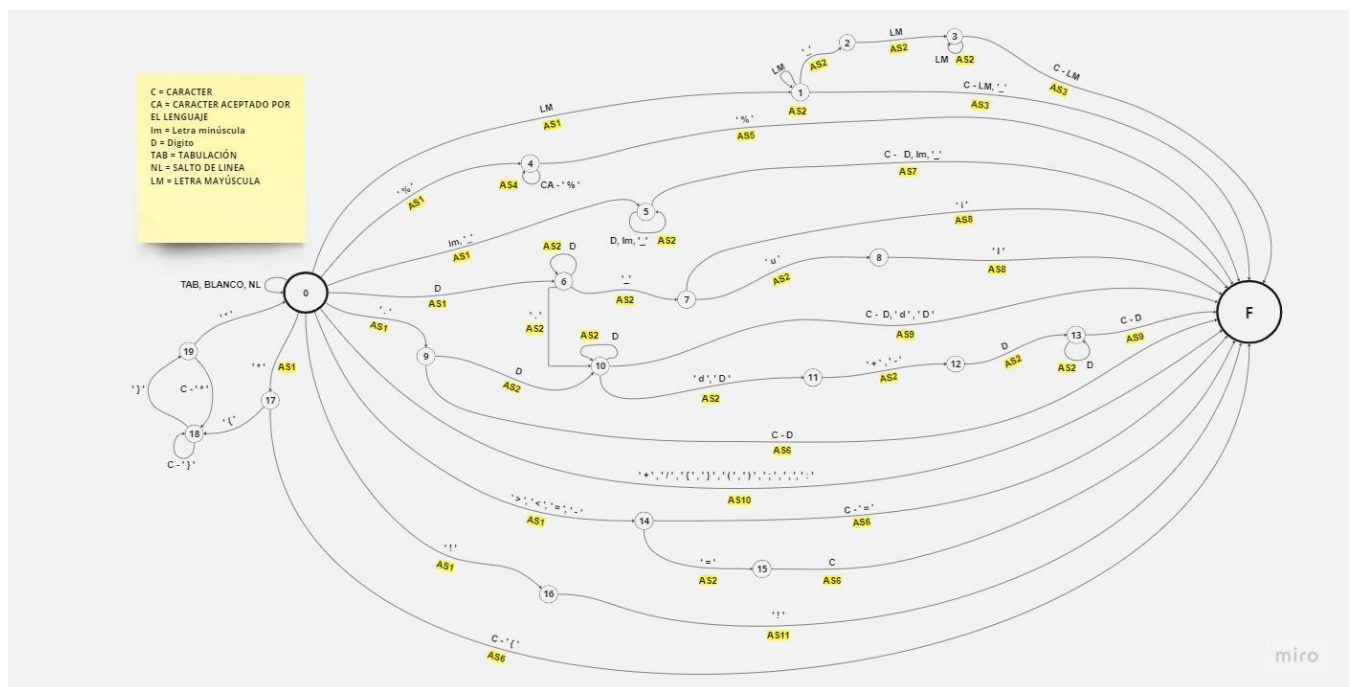 C = CARACTER
CA = CARACTER ACEPTADO POR
EL LENGUAJE
lm = Letra minúscula
D = Digito
TAB = TABULACIÓN
NL = SALTO DE LINEA
LM = LETRA MAYÚSCULA
LM
AS1
LM
1
AS2
'_'
AS2
2
LM
AS2
3
LM AS2
C - LM
AS3
C - LM, '_'
AS3
'%'
AS1
4
AS4
CA - '%'
'%'
AS5
lm, '_'
AS1
5
D, lm, '_' AS2
C - D, lm, '_'
AS7
TAB, BLANCO, NL
0
D
AS1
AS2 D
6
'_'
AS2
7
'i'
AS8
'u'
AS2
8
'l'
AS8
F
'.'
AS1
'.'
AS2
9
D
AS2
AS2 D
10
C - D, 'd', 'D'
AS9
'd', 'D'
AS2
11
'+', '-'
AS2
12
D
AS2
13
AS2 D
C - D
AS9
C - D
AS6
19
'}'
C - '*'
'*' AS1
17
'{'
18
C - '}'
'+','/','{','}','(',')',';',',',':'
AS10
'>','<','=','-'
AS1
14
C - '='
AS6
'='
AS2
15
C
AS6
'!'
AS1
16
'!'
AS11
C - '{'
AS6
miro